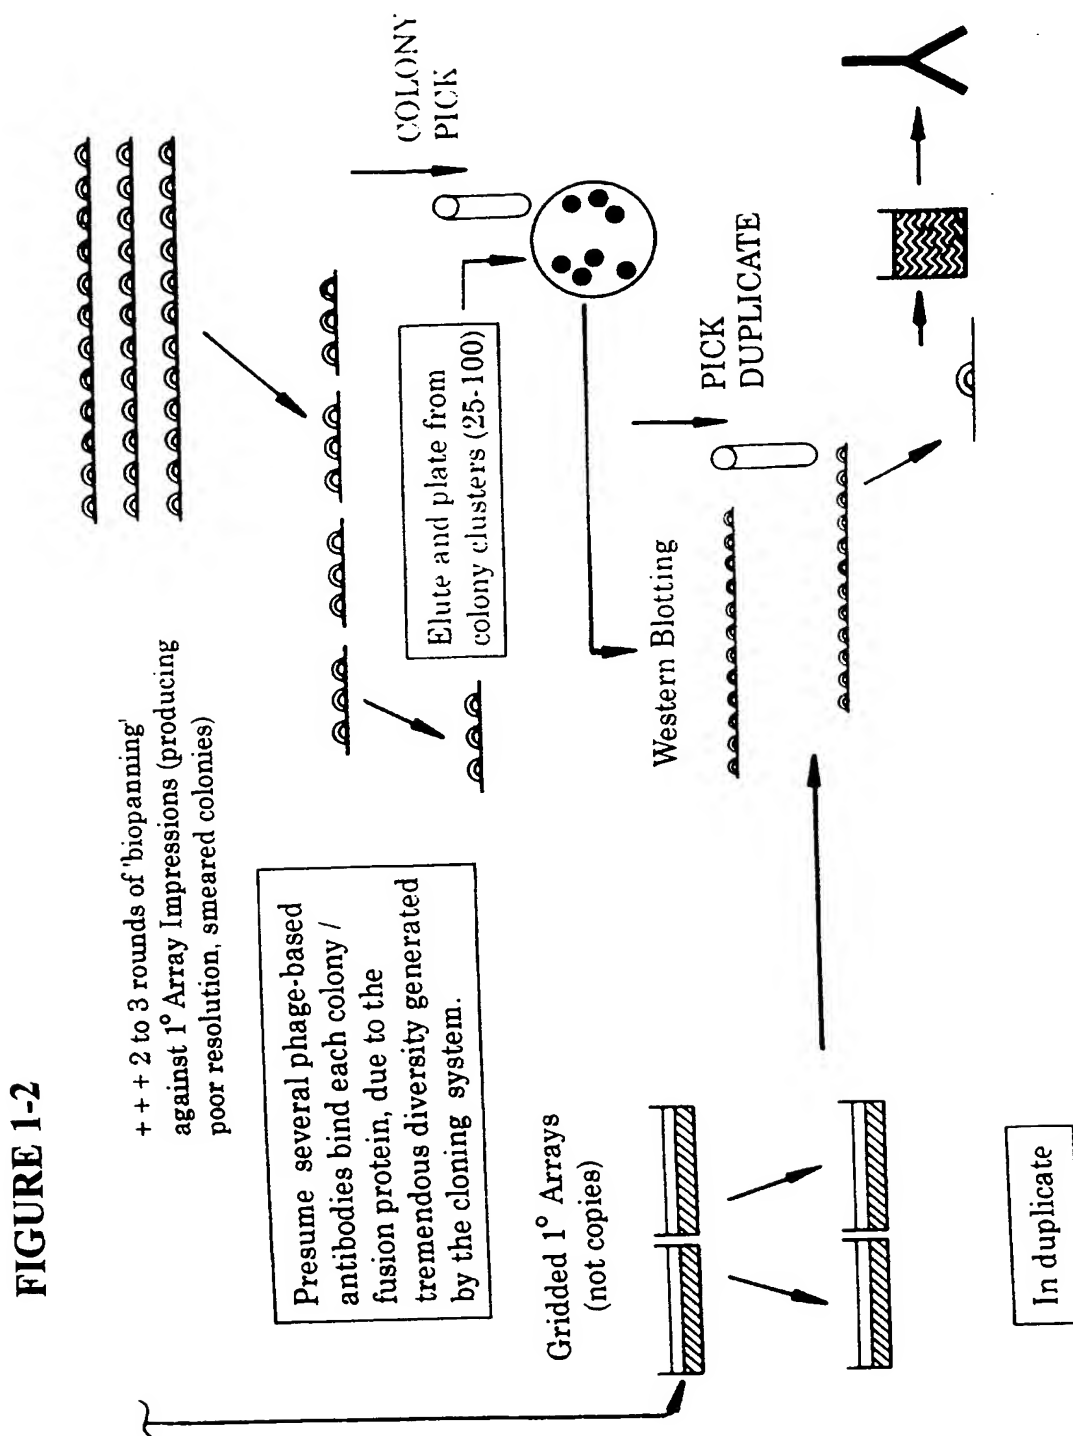 FIGURE 1-2
+ + + 2 to 3 rounds of 'biopanning'
against 1° Array Impressions (producing
poor resolution, smeared colonies)
Presume several phage-based
antibodies bind each colony /
fusion protein, due to the
tremendous diversity generated
by the cloning system.
Elute and plate from
colony clusters (25-100)
COLONY
PICK
Gridded 1° Arrays
(not copies)
Western Blotting
PICK
DUPLICATE
In duplicate